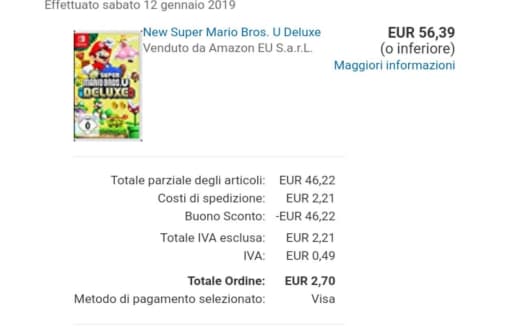 Effettuato sabato 12 gennaio 2019
New Super Mario Bros. U Deluxe
EUR 56,39
Venduto da Amazon EU S.a.r.L.
(o inferiore)
Maggiori informazioni
SUPER
MARIO BROS. U
DELUXE
Totale parziale degli articoli: EUR 46,22
Costi di spedizione: EUR 2,21
Buono Sconto: -EUR 46,22
Totale IVA esclusa: EUR 2,21
IVA: EUR 0,49
Totale Ordine: EUR 2,70
Metodo di pagamento selezionato: Visa